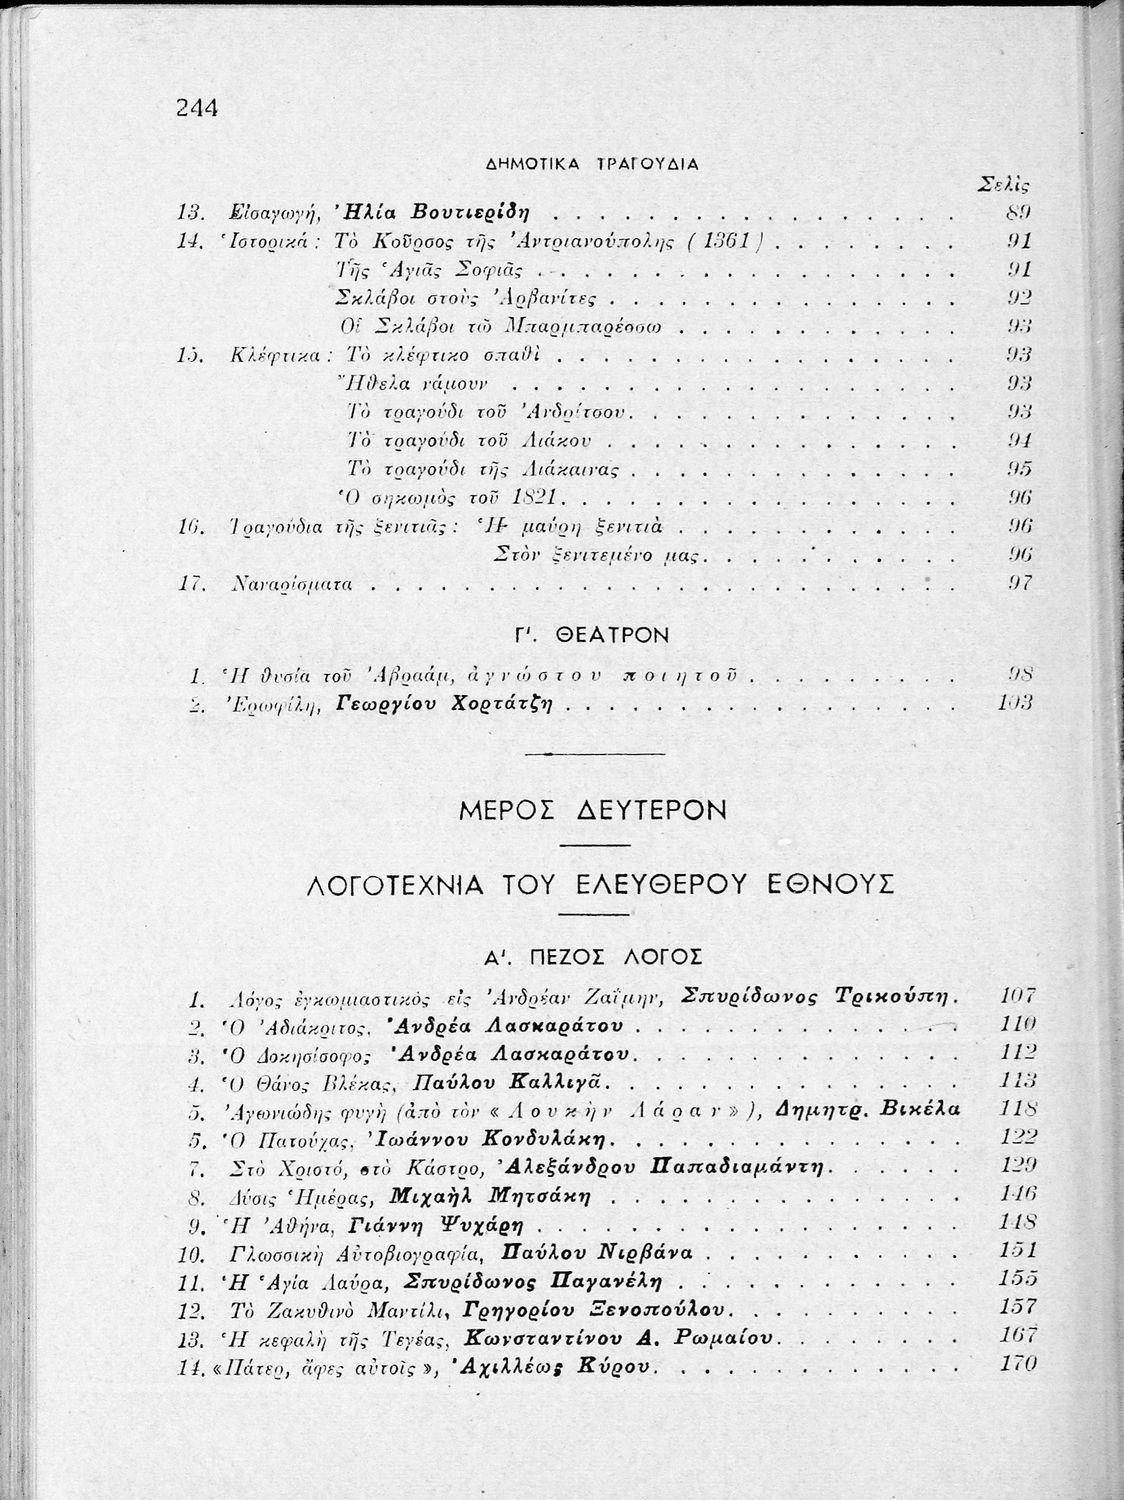 244
ΔΗΜΟΤΙΚΑ ΤΡΑΓΟΥΔΙΑ
Σελὶς
13. Εἰσαγωγή, Ἠλία Βουτιερίδη . . . . . . . . . . . . . . . . . 89
14. Ἱστορικά : Τὸ Κοῦρσος τῆς Ἀντριανούπολης ( 1361 ) . . . . . . . . 91
Τῆς Ἁγιᾶς Σοφιᾶς . . . . . . . . . . . . . . . . . . 91
Σκλάβοι στοὺς Ἀρβανίτες . . . . . . . . . . . . . . . 92
Οἱ Σκλάβοι τῶ Μπαρμπαρέσσω . . . . . . . . . . . . 93
15. Κλέφτικα : Τὸ κλέφτικο σπαθὶ . . . . . . . . . . . . . . . . . 93
Ἤθελα νάμουν . . . . . . . . . . . . . . . . . . . 93
Τὸ τραγούδι τοῦ Ἀνδρίτσου. . . . . . . . . . . . . . . 93
Τὸ τραγούδι τοῦ Λιάκου . . . . . . . . . . . . . . . 94
Τὸ τραγούδι τῆς Λιάκαινας . . . . . . . . . . . . . . 95
Ὁ σηκωμὸς τοῦ 1821. . . . . . . . . . . . . . . . . 96
16. Τραγούδια τῆς ξενιτιᾶς : Ἡ μαύρη ξενιτιὰ . . . . . . . . . . . . 96
Στὸν ξενιτεμένο μας. . . . . . . . . . . 96
17. Ναναρίσματα . . . . . . . . . . . . . . . . . . . . . . . . . 97
Γ'. ΘΕΑΤΡΟΝ
1. Ἡ θυσία τοῦ Ἀβραάμ, ἀγνώστου ποιητοῦ . . . . . . . . . 98
2. Ἐρωφίλη, Γεωργίου Χορτάτζη . . . . . . . . . . . . . . . . . 103
ΜΕΡΟΣ ΔΕΥΤΕΡΟΝ
ΛΟΓΟΤΕΧΝΙΑ ΤΟΥ ΕΛΕΥΘΕΡΟΥ ΕΘΝΟΥΣ
Α'. ΠΕΖΟΣ ΛΟΓΟΣ
1. Λόγος ἐγκωμιαστικὸς εἰς Ἀνδρέαν Ζαΐμην, Σπυρίδωνος Τρικούπη. 107
2. Ὁ Ἀδιάκριτος, Ἀνδρέα Λασκαράτου . . . . . . . . . . . . . . 110
3. Ὁ Δοκησίσοφος Ἀνδρέα Λασκαράτου. . . . . . . . . . . . . . 112
4. Ὁ Θάνος Βλέκας, Παύλου Καλλιγᾶ. . . . . . . . . . . . . . . 113
5. Ἀγωνιώδης φυγὴ (ἀπὸ τὸν « Λουκὴν Λάραν» ), Δημητρ. Βικέλα 118
5. Ὁ Πατούχας, Ἰωάννου Κονδυλάκη. . . . . . . . . . . . . . . 122
7. Στὸ Χριστό, στὸ Κάστρο, Ἀλεξάνδρου Παπαδιαμάντη. . . . . . 129
8. Δύσις Ἡμέρας, Μιχαὴλ Μητσάκη . . . . . . . . . . . . . . . 146
9. Ἡ Ἀθήνα, Γιάννη Ψυχάρη . . . . . . . . . . . . . . . . . . 148
10. Γλωσσικὴ Αὐτοβιογραφία, Παύλου Νιρβάνα . . . . . . . . . . . 151
11. Ἡ Ἁγία Λαύρα, Σπυρίδωνος Παγανέλη . . . . . . . . . . . . 155
12. Τὸ Ζακυθινὸ Μαντίλι, Γρηγορίου Ξενοπούλου. . . . . . . . . . 157
13. Ἡ κεφαλὴ τῆς Τεγέας, Κωνσταντίνου Α. Ρωμαίου. . . . . . . . 167
14. «Πάτερ, ἄφες αὐτοῖς », Ἀχιλλέως Κύρου. . . . . . . . . . . . . 170